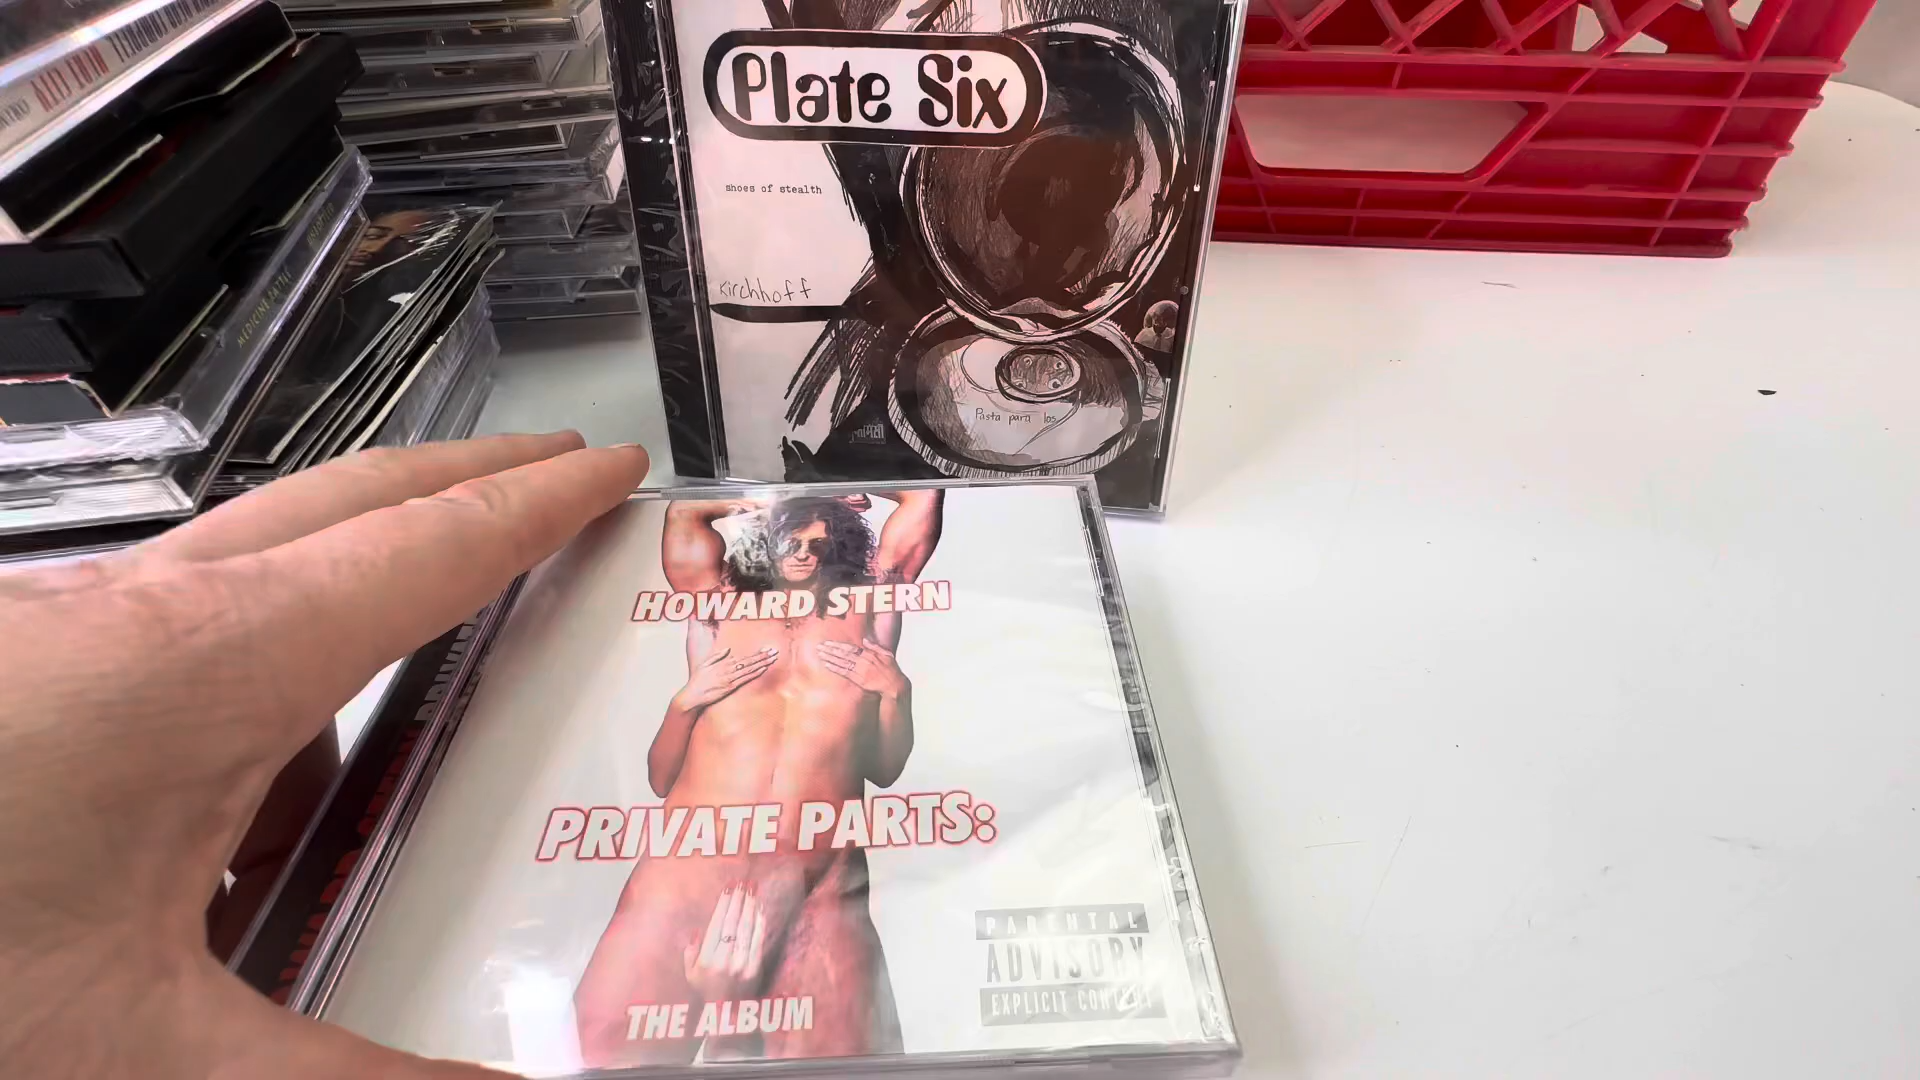 Plate Six
shoes of stealth
Kirchhoff
Pasta para los
MEDICINE
HOWARD STERN
PRIVATE PARTS:
THE ALBUM
PARENTAL
ADVISORY
EXPLICIT CONTENT